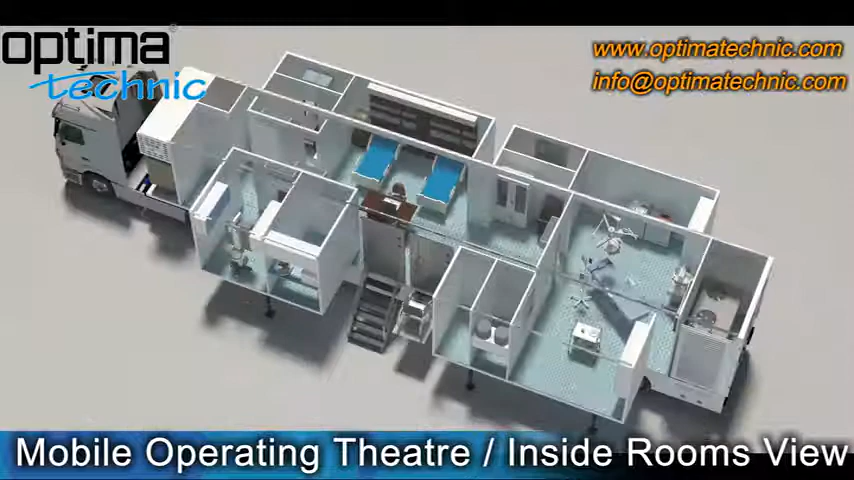 optima®
technic
www.optimatechnic.com
info@optimatechnic.com
Mobile Operating Theatre / Inside Rooms View